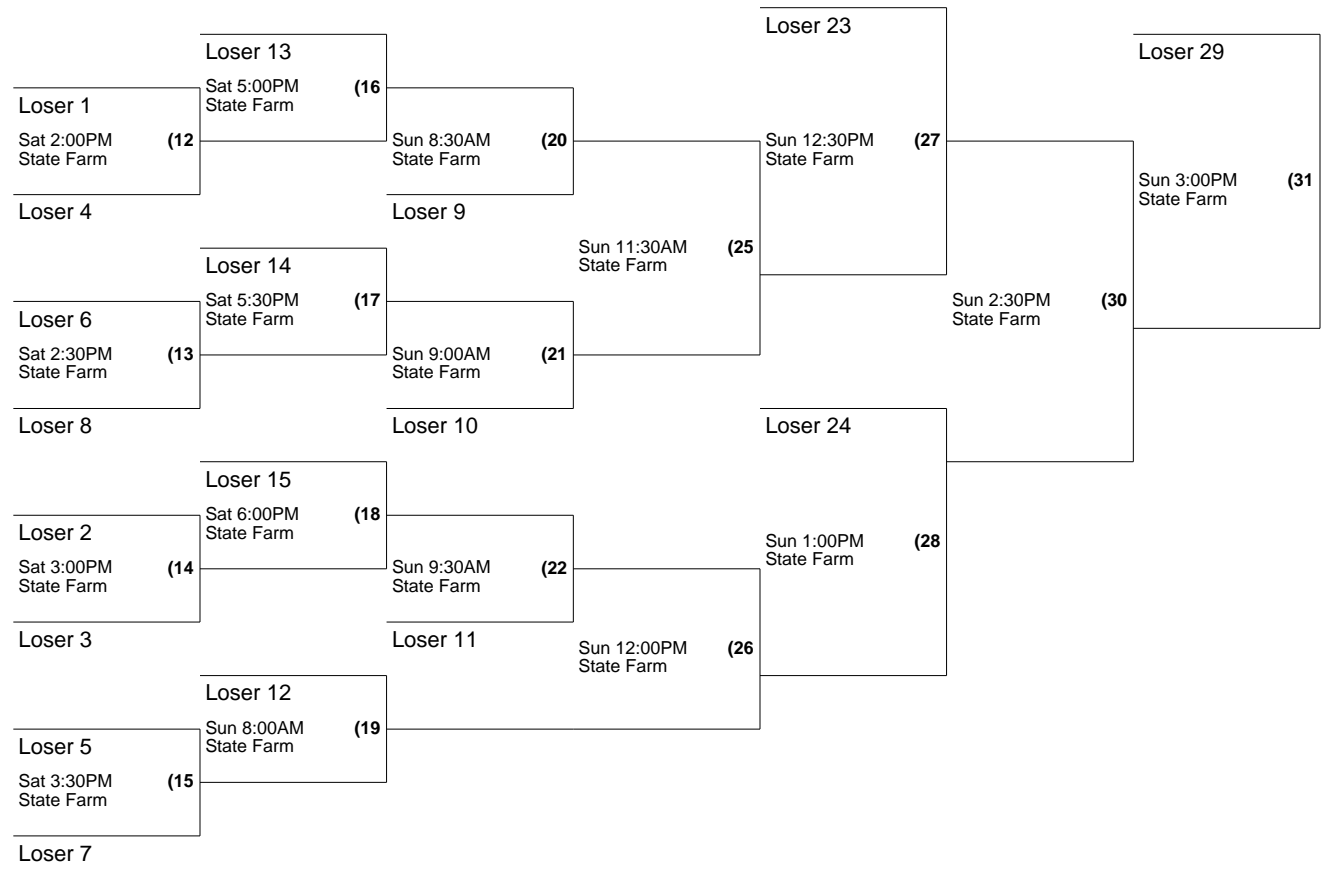 Loser 13
Sat 5:00PM (16
State Farm
Loser 1
Sat 2:00PM (12
State Farm
Loser 4
Sun 8:30AM (20
State Farm
Loser 9
Loser 14
Sat 5:30PM (17
State Farm
Loser 6
Sat 2:30PM (13
State Farm
Loser 8
Sun 9:00AM (21
State Farm
Loser 10
Sun 11:30AM (25
State Farm
Loser 23
Sun 12:30PM (27
State Farm
Loser 15
Sat 6:00PM (18
State Farm
Loser 2
Sat 3:00PM (14
State Farm
Loser 3
Sun 9:30AM (22
State Farm
Loser 11
Loser 12
Sun 8:00AM (19
State Farm
Loser 5
Sat 3:30PM (15
State Farm
Loser 7
Sun 12:00PM (26
State Farm
Loser 24
Sun 1:00PM (28
State Farm
Sun 2:30PM (30
State Farm
Loser 29
Sun 3:00PM (31
State Farm